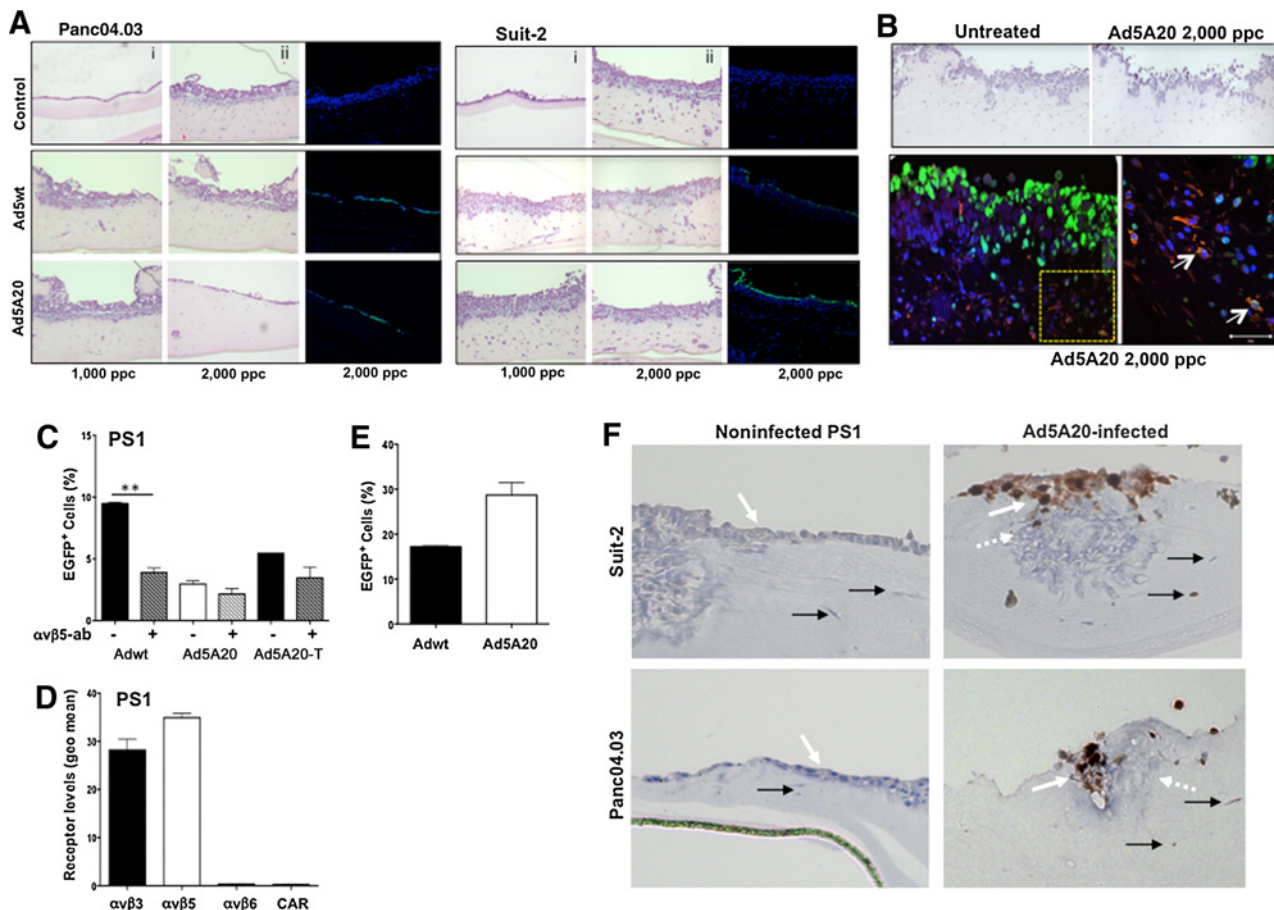 A
Panc04.03
Suit-2
i
ii
i
ii
Control
Ad5wt
Ad5A20
1,000 ppc
2,000 ppc
2,000 ppc
1,000 ppc
2,000 ppc
2,000 ppc
B
Untreated
Ad5A20 2,000 ppc
Ad5A20 2,000 ppc
C
PS1
EGFP+ Cells (%)
15
10
5
0
**
αvβ5-ab
- + - + - +
Adwt
Ad5A20
Ad5A20-T
D
PS1
Receptor levels (geo mean)
40
30
20
10
0
αvβ3
αvβ5
αvβ6
CAR
E
EGFP+ Cells (%)
40
30
20
10
0
Adwt
Ad5A20
F
Noninfected PS1
Ad5A20-infected
Suit-2
Panc04.03